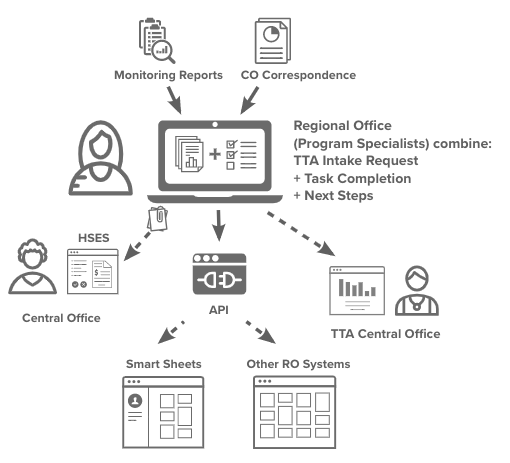 Monitoring Reports
CO Correspondence
Regional Office
(Program Specialists) combine:
TTA Intake Request
+ Task Completion
+ Next Steps
HSES
Central Office
API
TTA Central Office
Smart Sheets
Other RO Systems